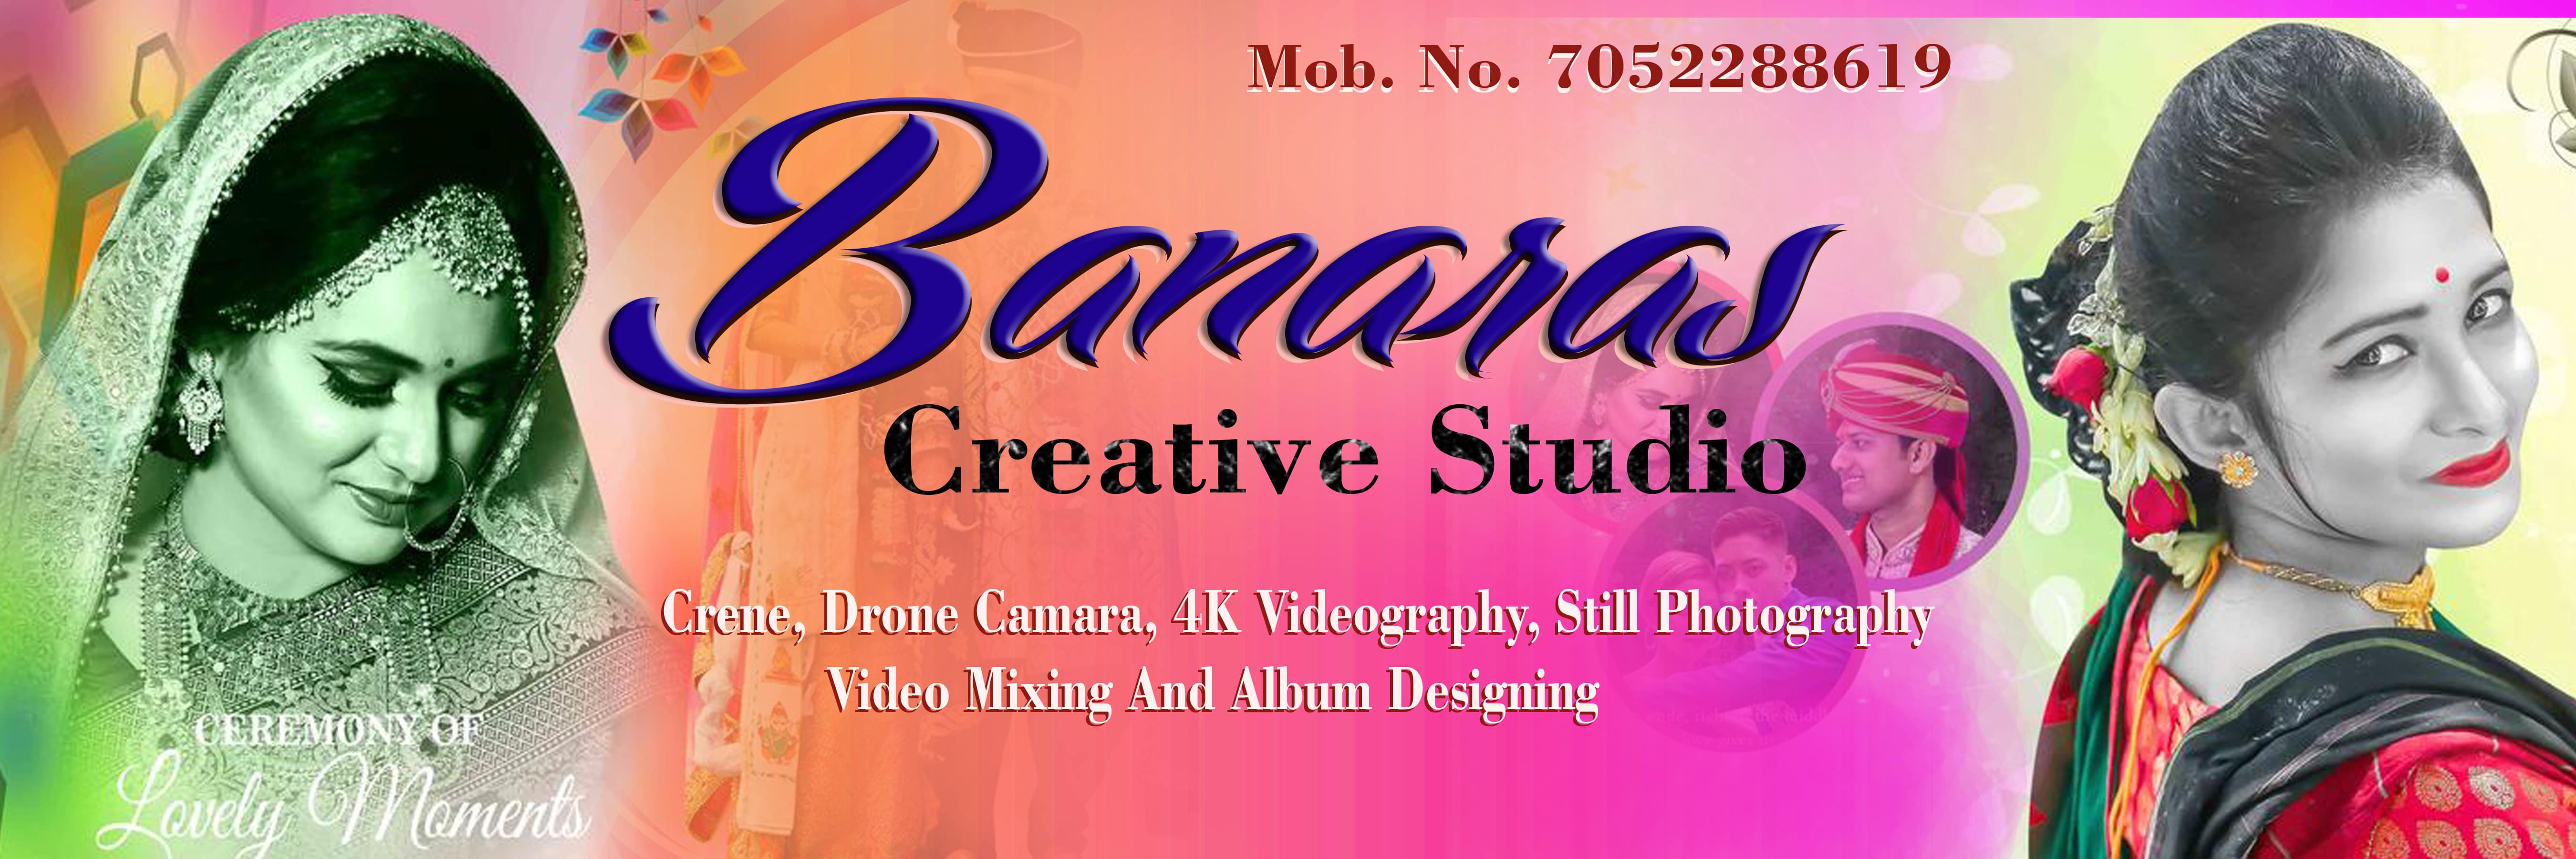 Mob. No. 7052288619
Banaras
Creative Studio
Crene, Drone Camara, 4K Videography, Still Photography
Video Mixing And Album Designing
CEREMONY OF
Lovely Moments